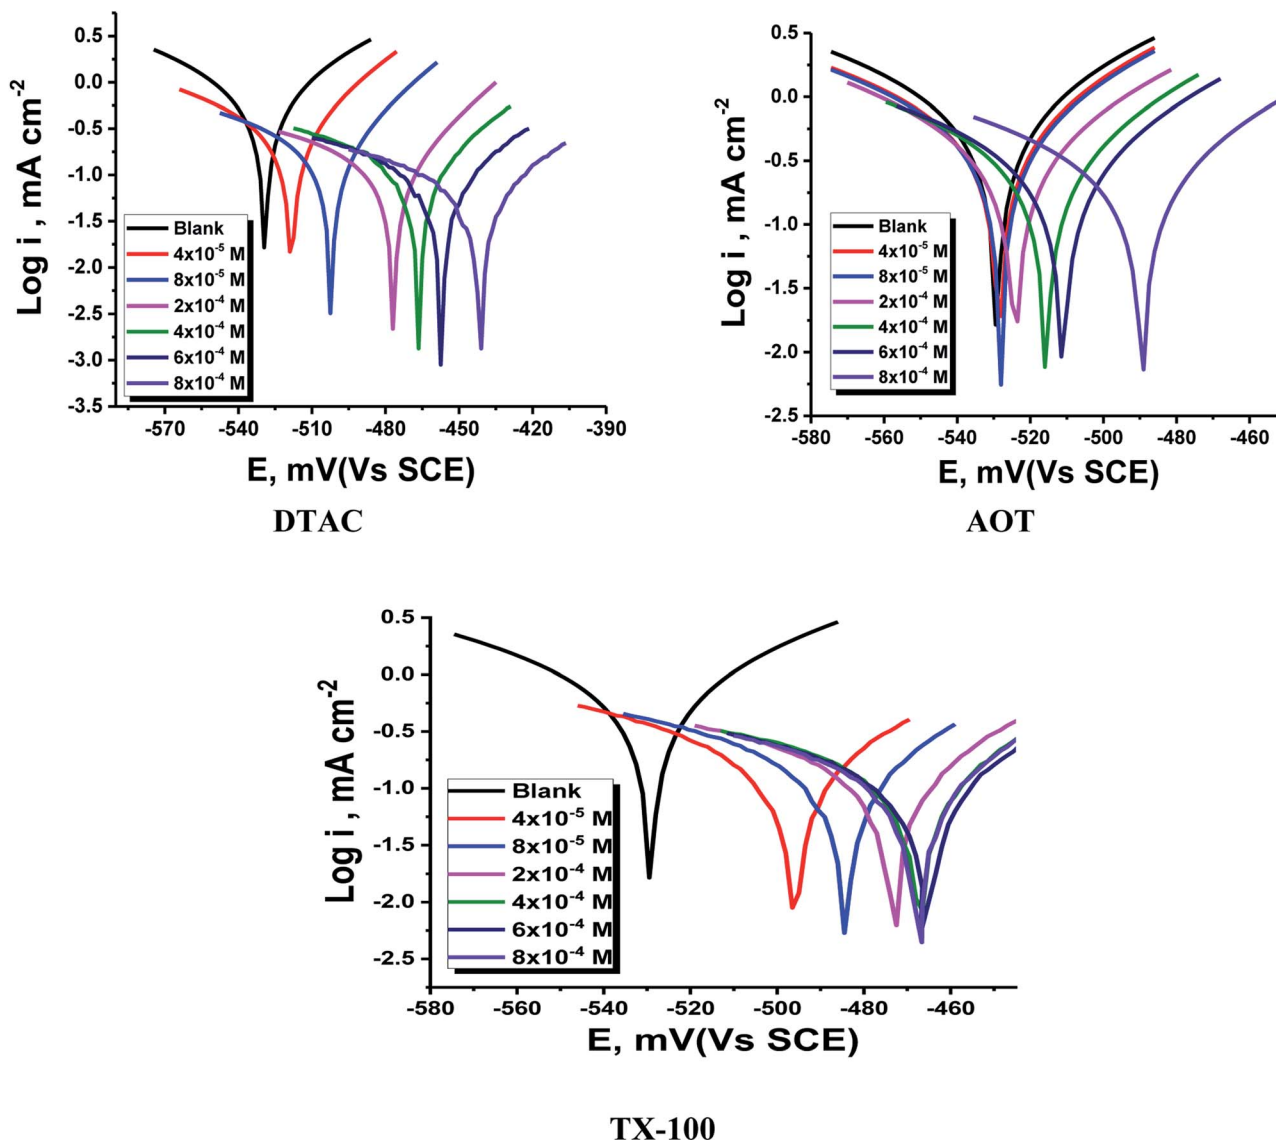 0.5
0.0
-0.5
-1.0
-1.5
-2.0
-2.5
-3.0
-3.5
Log i , mA cm-2
Blank
4x10-5 M
8x10-5 M
2x10-4 M
4x10-4 M
6x10-4 M
8x10-4 M
-570 -540 -510 -480 -450 -420 -390
E, mV(Vs SCE)
DTAC
0.5
0.0
-0.5
-1.0
-1.5
-2.0
-2.5
Log i , mA cm-2
Blank
4x10-5 M
8x10-5 M
2x10-4 M
4x10-4 M
6x10-4 M
8x10-4 M
-580 -560 -540 -520 -500 -480 -460
E, mV(Vs SCE)
AOT
0.5
0.0
-0.5
-1.0
-1.5
-2.0
-2.5
Log i , mA cm-2
Blank
4x10-5 M
8x10-5 M
2x10-4 M
4x10-4 M
6x10-4 M
8x10-4 M
-580 -560 -540 -520 -500 -480 -460
E, mV(Vs SCE)
TX-100